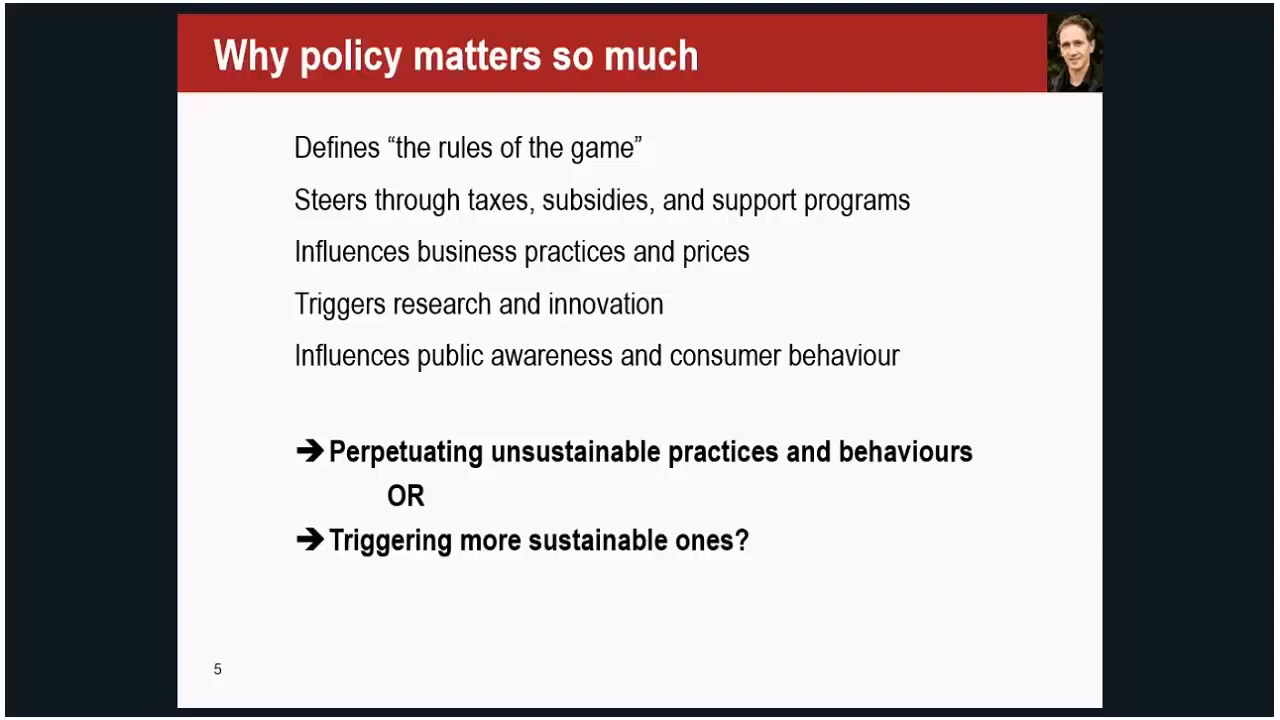 Why policy matters so much
Defines “the rules of the game”
Steers through taxes, subsidies, and support programs
Influences business practices and prices
Triggers research and innovation
Influences public awareness and consumer behaviour
➔ Perpetuating unsustainable practices and behaviours
OR
➔ Triggering more sustainable ones?
5